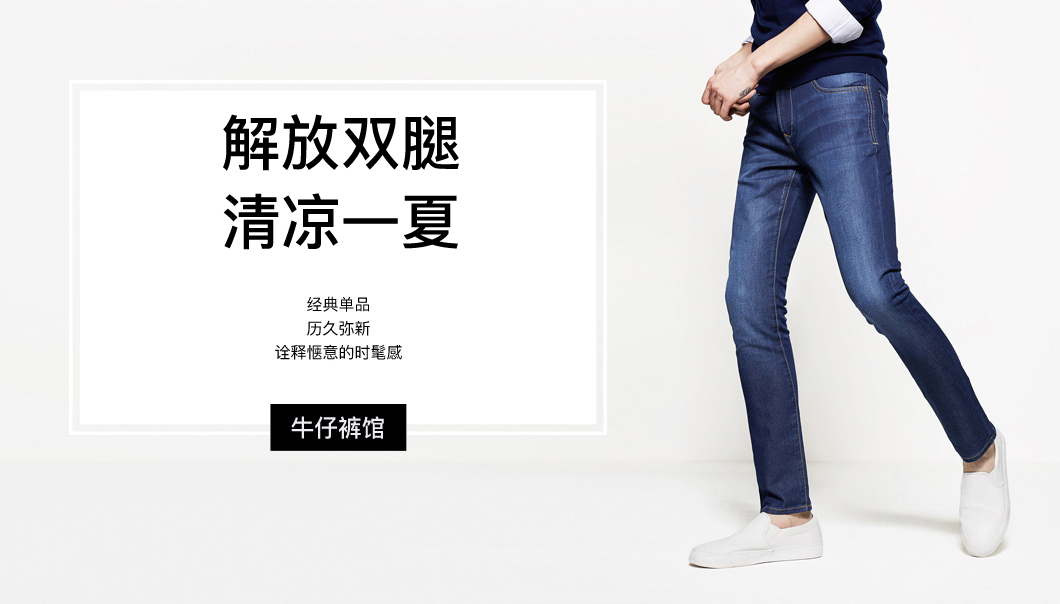 解放双腿
清凉一夏
经典单品
历久弥新
诠释惬意的时髦感
牛仔裤馆